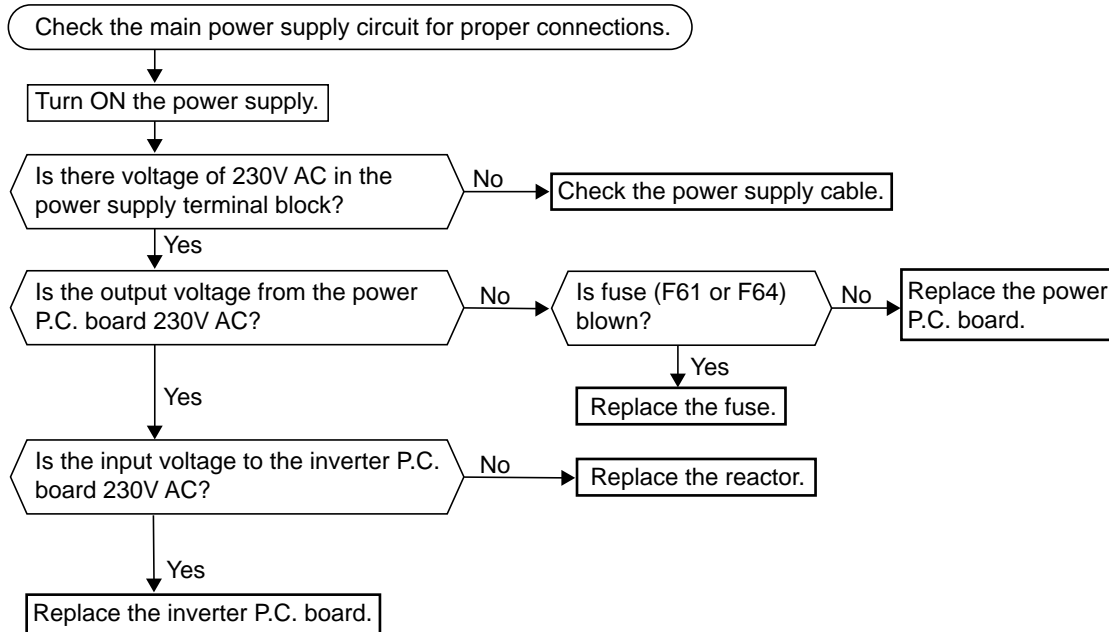 Check the main power supply circuit for proper connections.
Turn ON the power supply.
Is there voltage of 230V AC in the
power supply terminal block?
No
Check the power supply cable.
Yes
Is the output voltage from the power
P.C. board 230V AC?
No
Is fuse (F61 or F64)
blown?
No
Replace the power
P.C. board.
Yes
Replace the fuse.
Yes
Is the input voltage to the inverter P.C.
board 230V AC?
No
Replace the reactor.
Yes
Replace the inverter P.C. board.